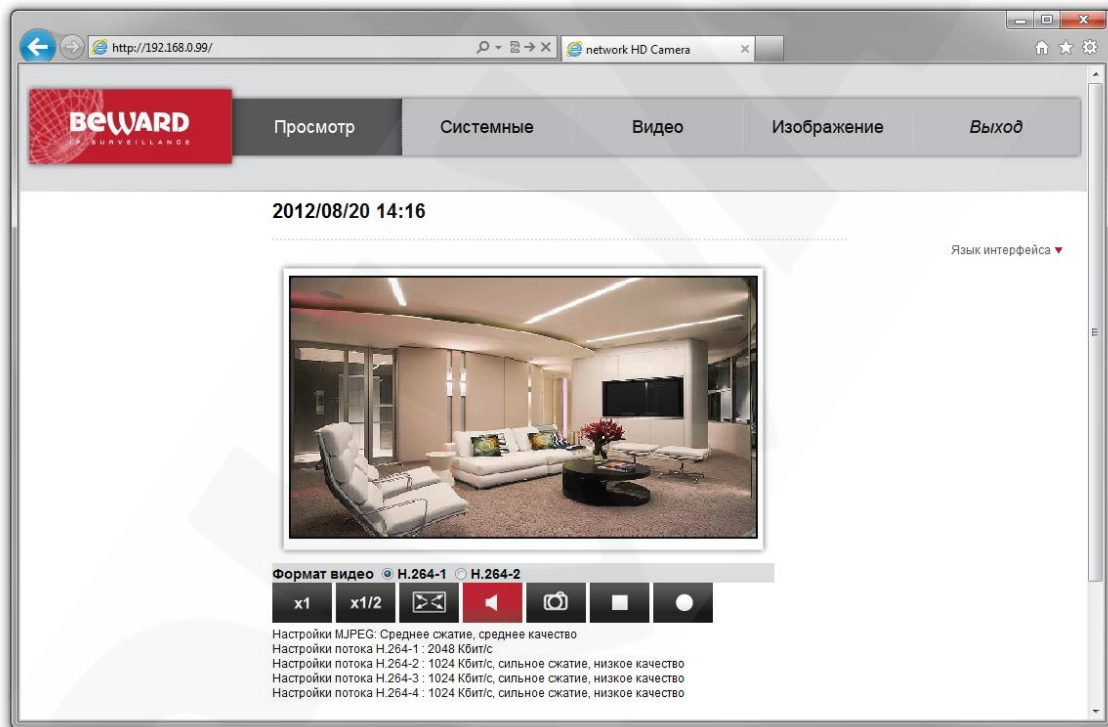 http://192.168.0.99/
network HD Camera
BEWARD
IP SURVEILLANCE
Просмотр Системные Видео Изображение Выход
2012/08/20 14:16
Язык интерфейса
Формат видео H.264-1 H.264-2
x1 x1/2
Настройки MJPEG: Среднее сжатие, среднее качество
Настройки потока H.264-1 : 2048 Кбит/с
Настройки потока H.264-2 : 1024 Кбит/с, сильное сжатие, низкое качество
Настройки потока H.264-3 : 1024 Кбит/с, сильное сжатие, низкое качество
Настройки потока H.264-4 : 1024 Кбит/с, сильное сжатие, низкое качество